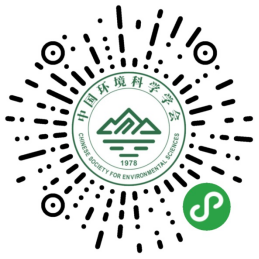 中国环境科学学会
CHINESE SOCIETY FOR ENVIRONMENTAL SCIENCES
1978